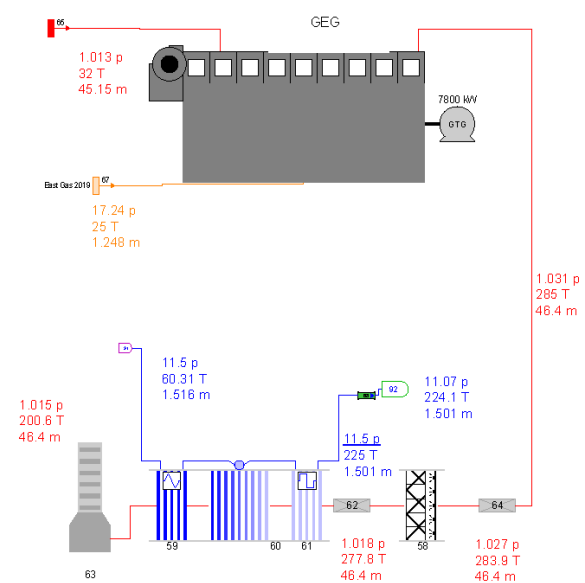 GEG
66
1.013 p
32 T
45.15 m
7800 kW
GTG
East Gas 2019
67
17.24 p
25 T
1.248 m
1.031 p
285 T
46.4 m
11.5 p
60.31 T
1.516 m
92
11.07 p
224.1 T
1.501 m
1.015 p
200.6 T
46.4 m
11.5 p
225 T
1.501 m
62
64
59
60
61
58
1.018 p
277.8 T
46.4 m
1.027 p
283.9 T
46.4 m
63